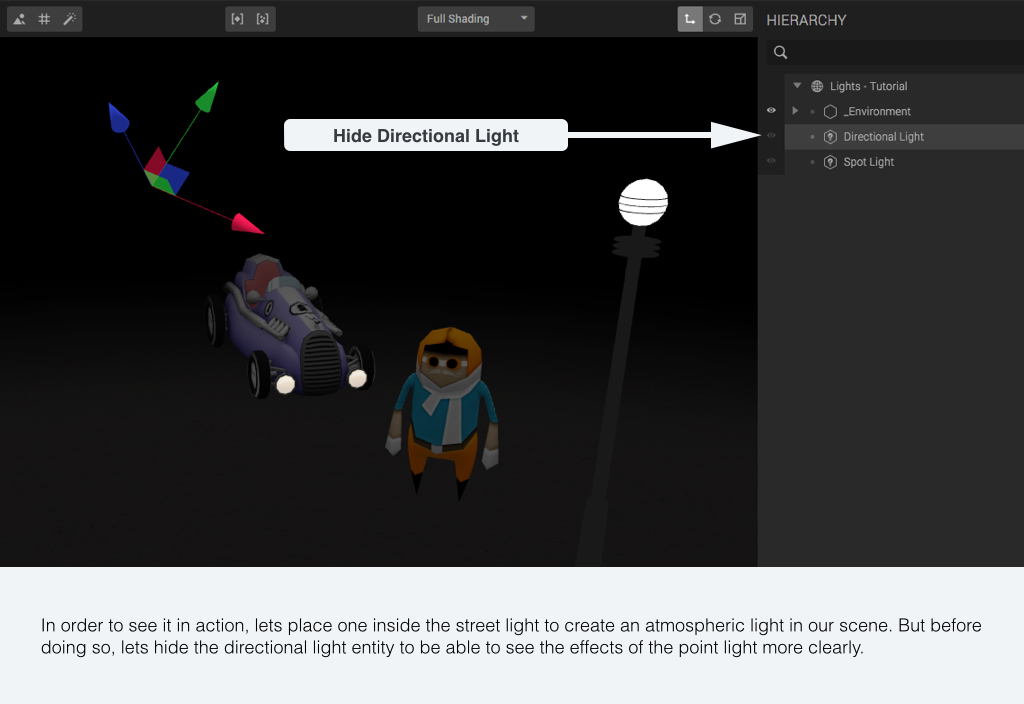 Full Shading
HIERARCHY
Lights - Tutorial
_Environment
Hide Directional Light
Directional Light
Spot Light
In order to see it in action, lets place one inside the street light to create an atmospheric light in our scene. But before
doing so, lets hide the directional light entity to be able to see the effects of the point light more clearly.